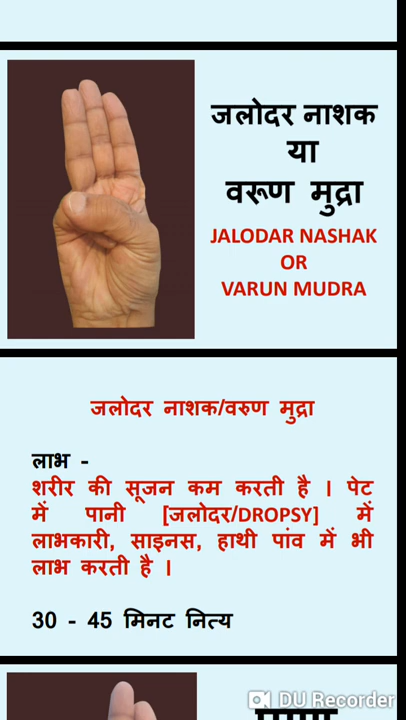 जलोदर नाशक
या
वरूण मुद्रा
JALODAR NASHAK
OR
VARUN MUDRA
जलोदर नाशक/वरुण मुद्रा
लाभ -
शरीर की सूजन कम करती है । पेट
में पानी [जलोदर/DROPSY] में
लाभकारी, साइनस, हाथी पांव में भी
लाभ करती है ।
30 - 45 मिनट नित्य
DU Recorder